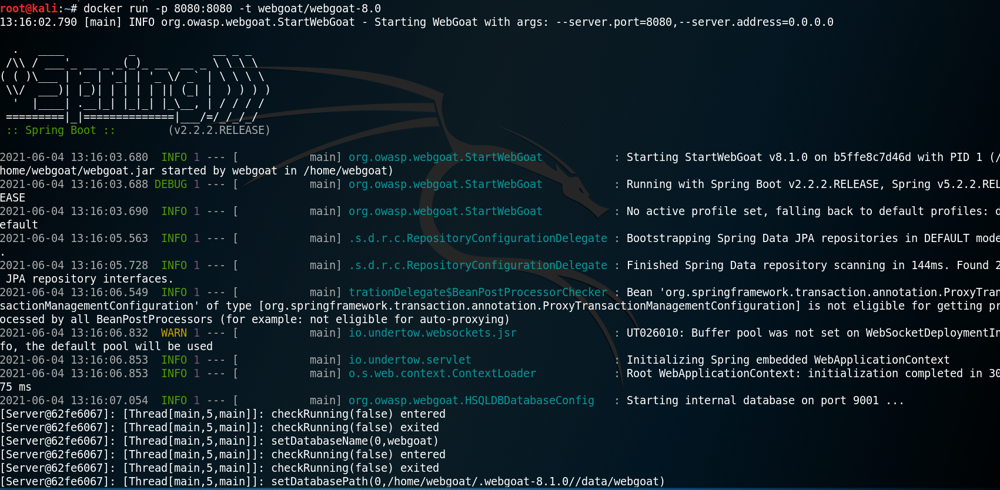 root@kali:~# docker run -p 8080:8080 -t webgoat/webgoat-8.0
13:16:02.790 [main] INFO org.owasp.webgoat.StartWebGoat - Starting WebGoat with args: --server.port=8080,--server.address=0.0.0.0
  .   ____          _            __ _ _
 /\\ / ___'_ __ _ _(_)_ __  __ _ \ \ \ \
( ( )\___ | '_ | '_| | '_ \/ _` | \ \ \ \
 \\/  ___)| |_)| | | | | || (_| |  ) ) ) )
  '  |____| .__|_| |_|_| |_\__, | / / / /
 =========|_|==============|___/=/_/_/_/
 :: Spring Boot ::        (v2.2.2.RELEASE)
2021-06-04 13:16:03.680  INFO 1 --- [           main] org.owasp.webgoat.StartWebGoat           : Starting StartWebGoat v8.1.0 on b5ffe8c7d46d with PID 1 (/
home/webgoat/webgoat.jar started by webgoat in /home/webgoat)
2021-06-04 13:16:03.688 DEBUG 1 --- [           main] org.owasp.webgoat.StartWebGoat           : Running with Spring Boot v2.2.2.RELEASE, Spring v5.2.2.REL
EASE
2021-06-04 13:16:03.690  INFO 1 --- [           main] org.owasp.webgoat.StartWebGoat           : No active profile set, falling back to default profiles: d
efault
2021-06-04 13:16:05.563  INFO 1 --- [           main] .s.d.r.c.RepositoryConfigurationDelegate : Bootstrapping Spring Data JPA repositories in DEFAULT mode
.
2021-06-04 13:16:05.728  INFO 1 --- [           main] .s.d.r.c.RepositoryConfigurationDelegate : Finished Spring Data repository scanning in 144ms. Found 2
 JPA repository interfaces.
2021-06-04 13:16:06.549  INFO 1 --- [           main] trationDelegate$BeanPostProcessorChecker : Bean 'org.springframework.transaction.annotation.ProxyTran
sactionManagementConfiguration' of type [org.springframework.transaction.annotation.ProxyTransactionManagementConfiguration] is not eligible for getting pr
ocessed by all BeanPostProcessors (for example: not eligible for auto-proxying)
2021-06-04 13:16:06.832  WARN 1 --- [           main] io.undertow.websockets.jsr               : UT026010: Buffer pool was not set on WebSocketDeploymentIn
fo, the default pool will be used
2021-06-04 13:16:06.853  INFO 1 --- [           main] io.undertow.servlet                      : Initializing Spring embedded WebApplicationContext
2021-06-04 13:16:06.853  INFO 1 --- [           main] o.s.web.context.ContextLoader            : Root WebApplicationContext: initialization completed in 30
75 ms
2021-06-04 13:16:07.054  INFO 1 --- [           main] org.owasp.webgoat.HSQLDBDatabaseConfig   : Starting internal database on port 9001 ...
[Server@62fe6067]: [Thread[main,5,main]]: checkRunning(false) entered
[Server@62fe6067]: [Thread[main,5,main]]: checkRunning(false) exited
[Server@62fe6067]: [Thread[main,5,main]]: setDatabaseName(0,webgoat)
[Server@62fe6067]: [Thread[main,5,main]]: checkRunning(false) entered
[Server@62fe6067]: [Thread[main,5,main]]: checkRunning(false) exited
[Server@62fe6067]: [Thread[main,5,main]]: setDatabasePath(0,/home/webgoat/.webgoat-8.1.0//data/webgoat)